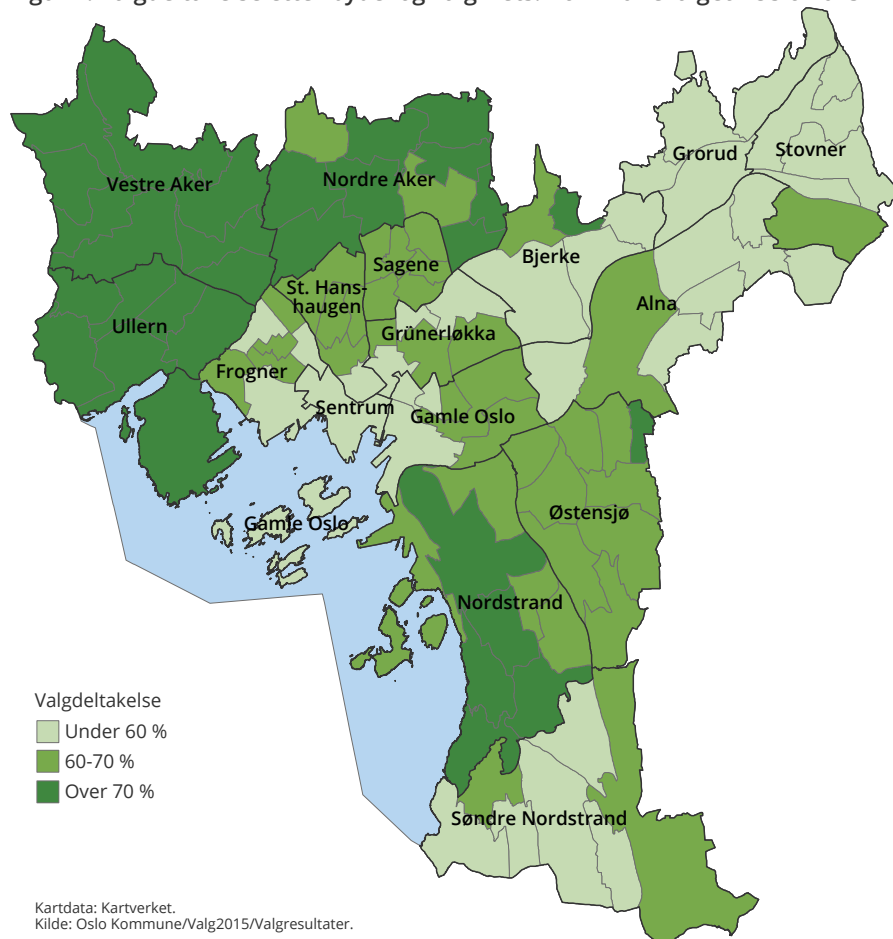 Vestre Aker
Nordre Aker
Grorud
Stovner
Bjerke
Sagene
St. Hans-
haugen
Alna
Ullern
Grünerløkka
Frogner
Sentrum
Gamle Oslo
Østensjø
Gamle Oslo
Nordstrand
Søndre Nordstrand
Valgdeltakelse
Under 60 %
60-70 %
Over 70 %
Kartdata: Kartverket.
Kilde: Oslo Kommune/Valg2015/Valgresultater.